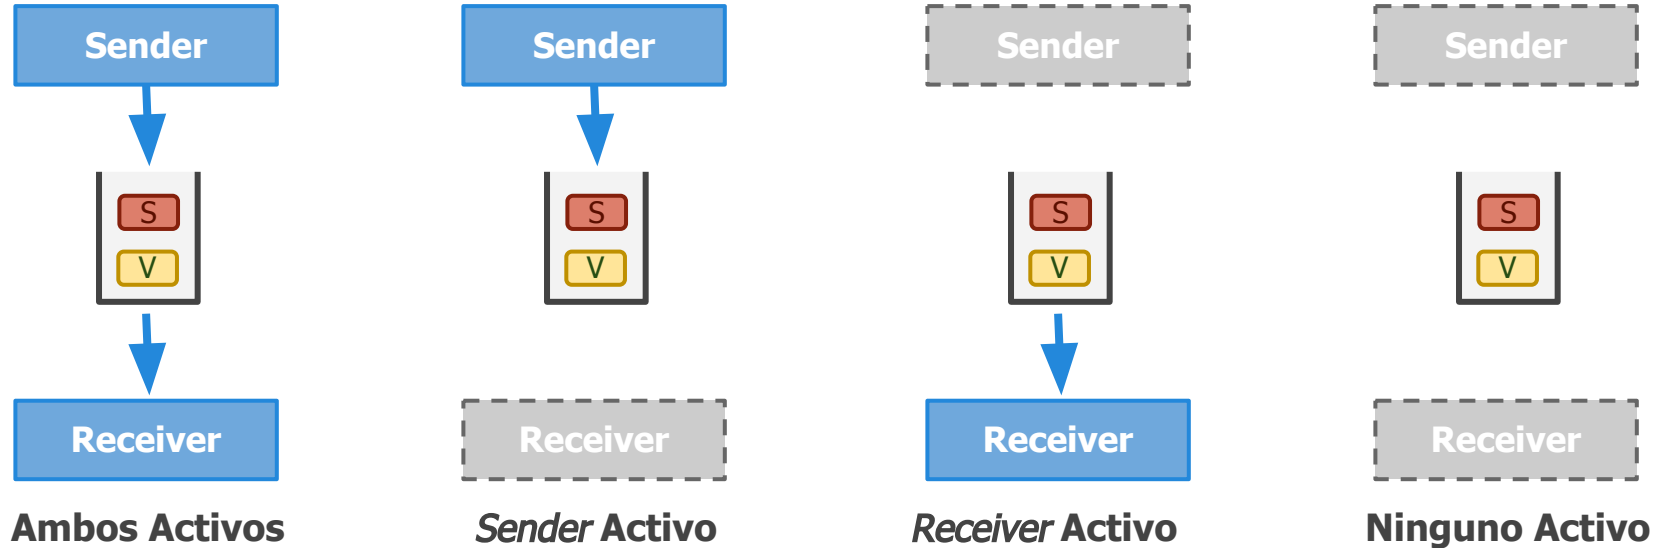 Sender Sender Sender Sender
S S S S
V V V V
Receiver Receiver Receiver Receiver
Ambos Activos Sender Activo Receiver Activo Ninguno Activo